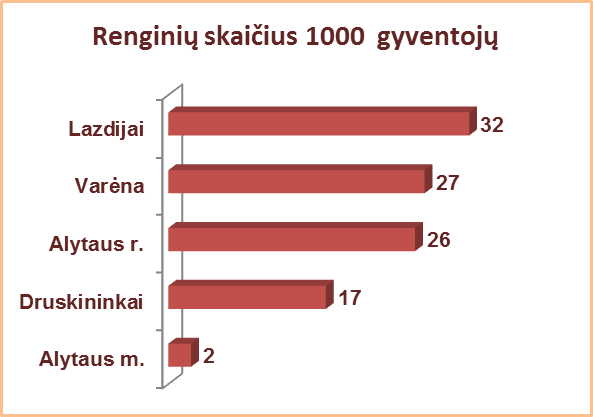 Renginių skaičius 1000 gyventojų
Lazdijai 32
Varėna 27
Alytaus r. 26
Druskininkai 17
Alytaus m. 2